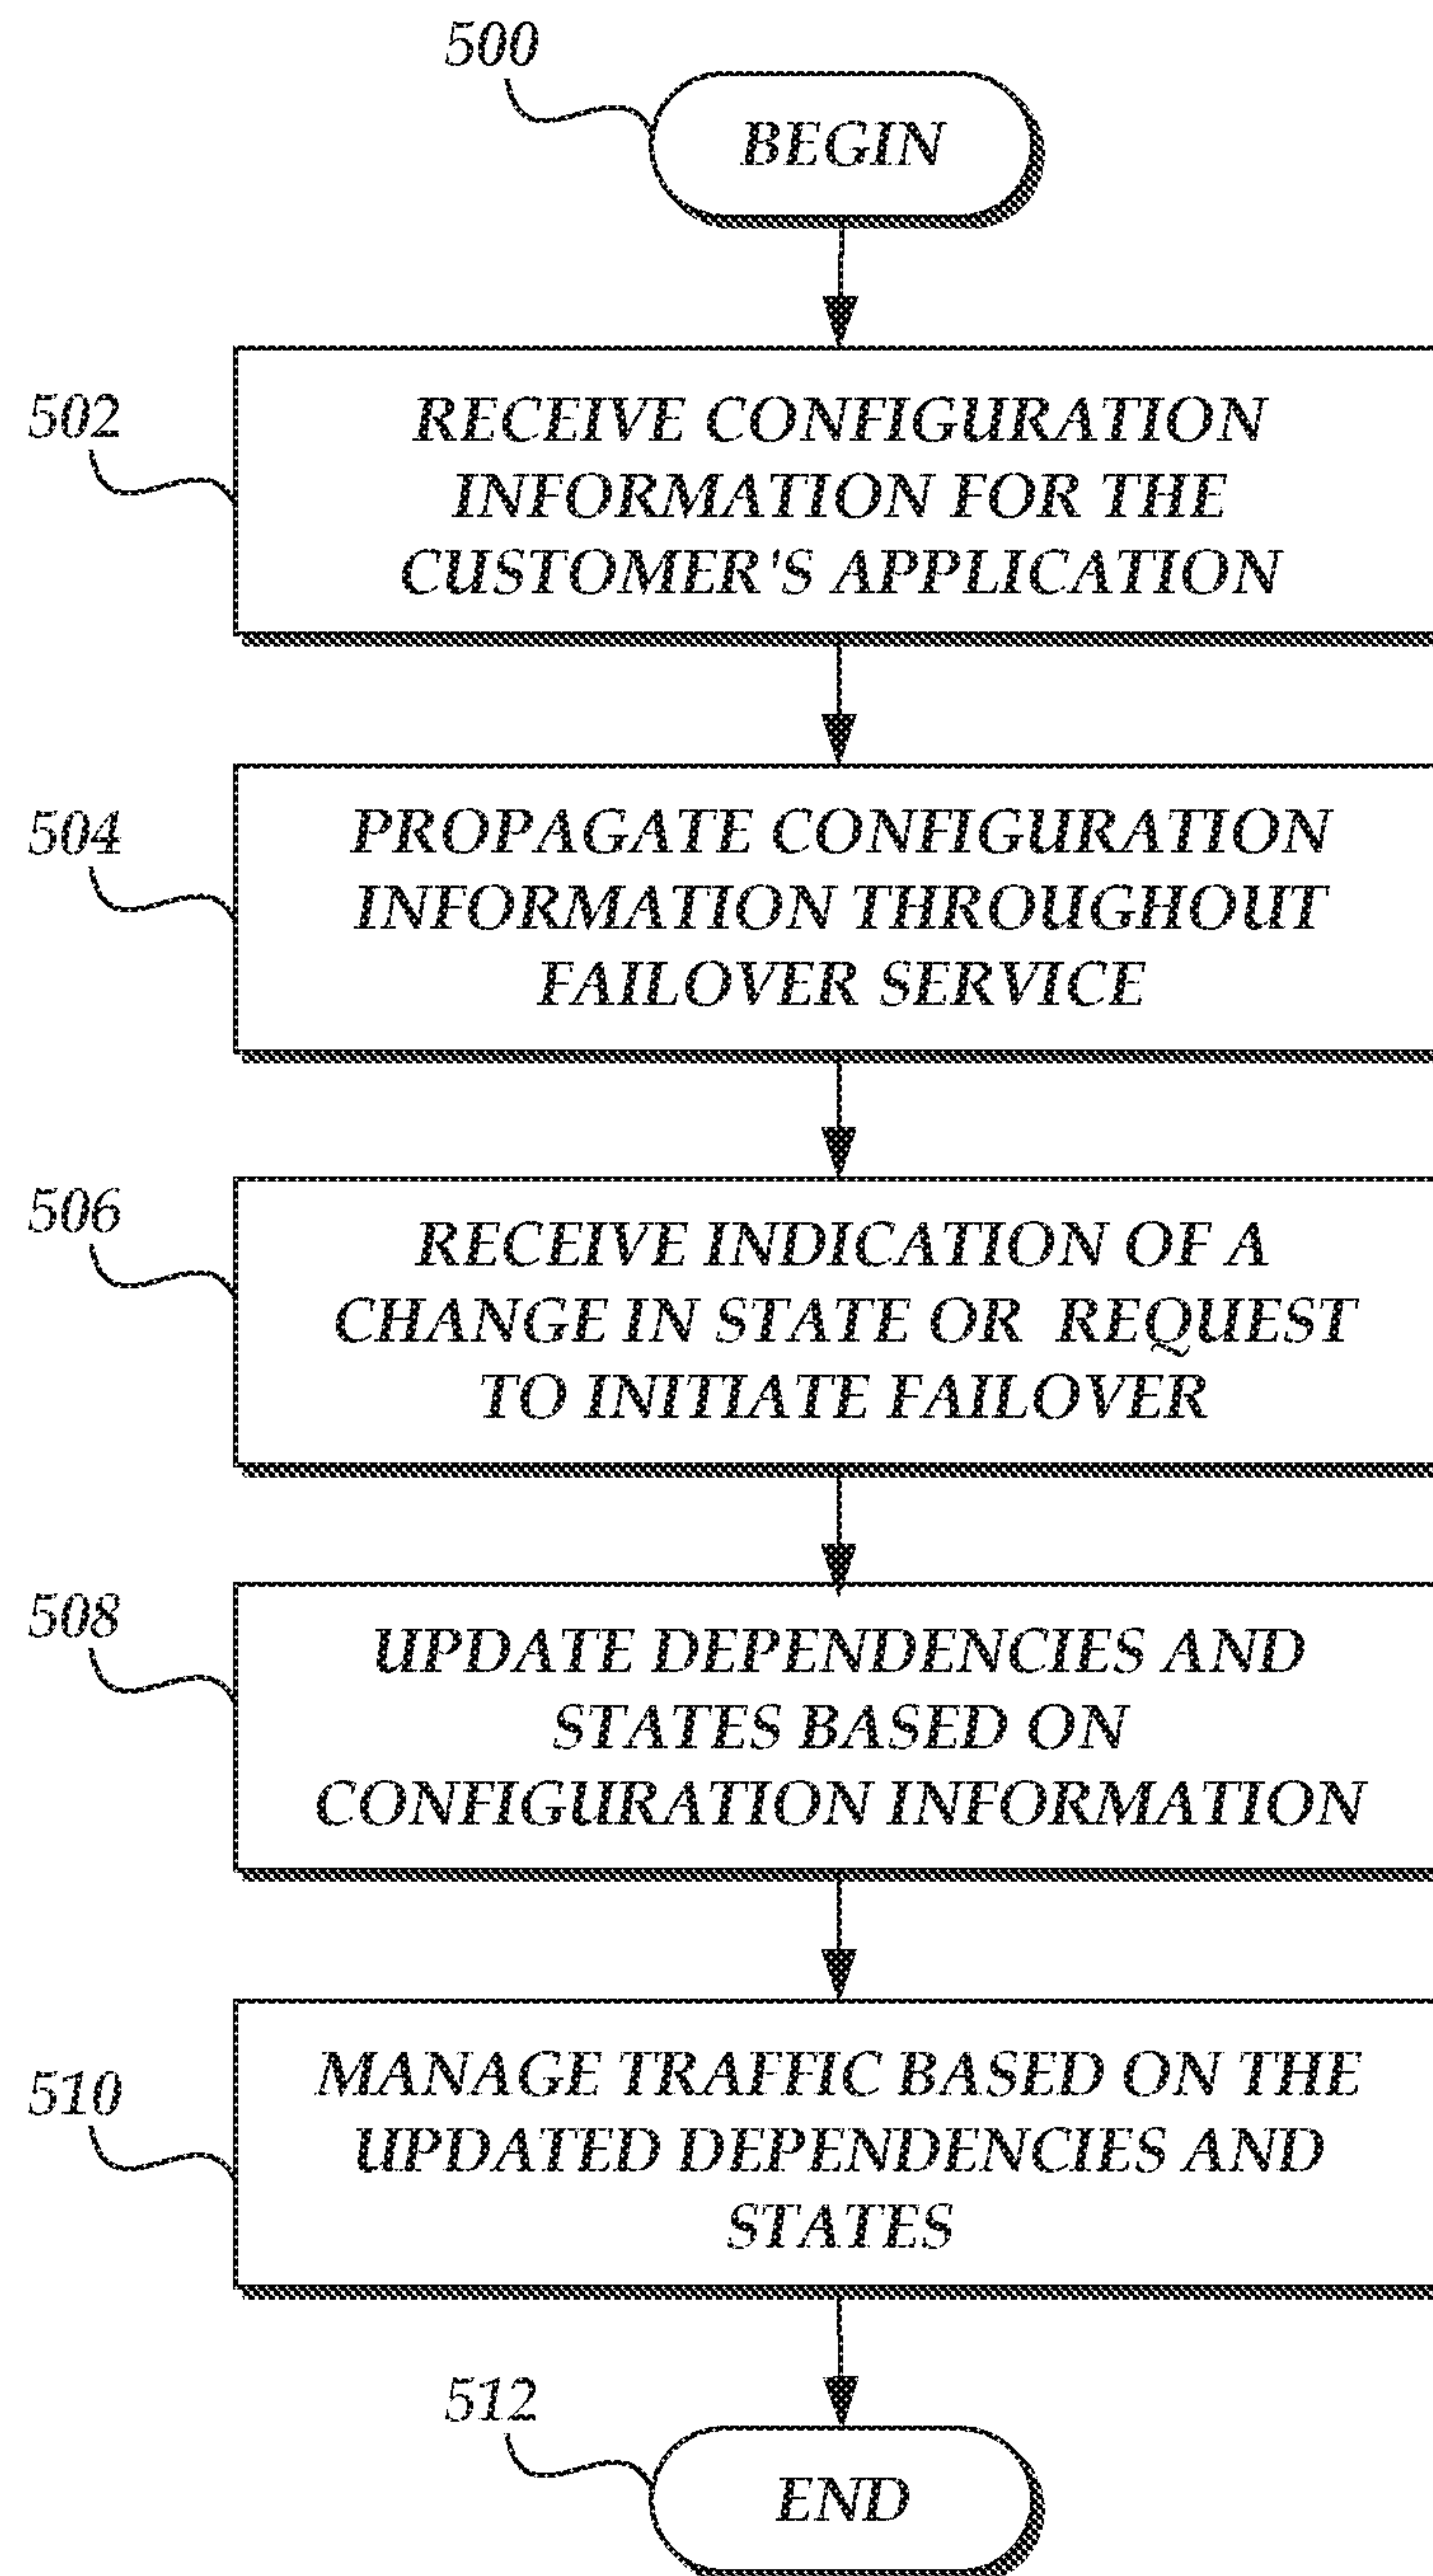 500
BEGIN
502
RECEIVE CONFIGURATION
INFORMATION FOR THE
CUSTOMER'S APPLICATION
504
PROPAGATE CONFIGURATION
INFORMATION THROUGHOUT
FAILOVER SERVICE
506
RECEIVE INDICATION OF A
CHANGE IN STATE OR REQUEST
TO INITIATE FAILOVER
508
UPDATE DEPENDENCIES AND
STATES BASED ON
CONFIGURATION INFORMATION
510
MANAGE TRAFFIC BASED ON THE
UPDATED DEPENDENCIES AND
STATES
512
END